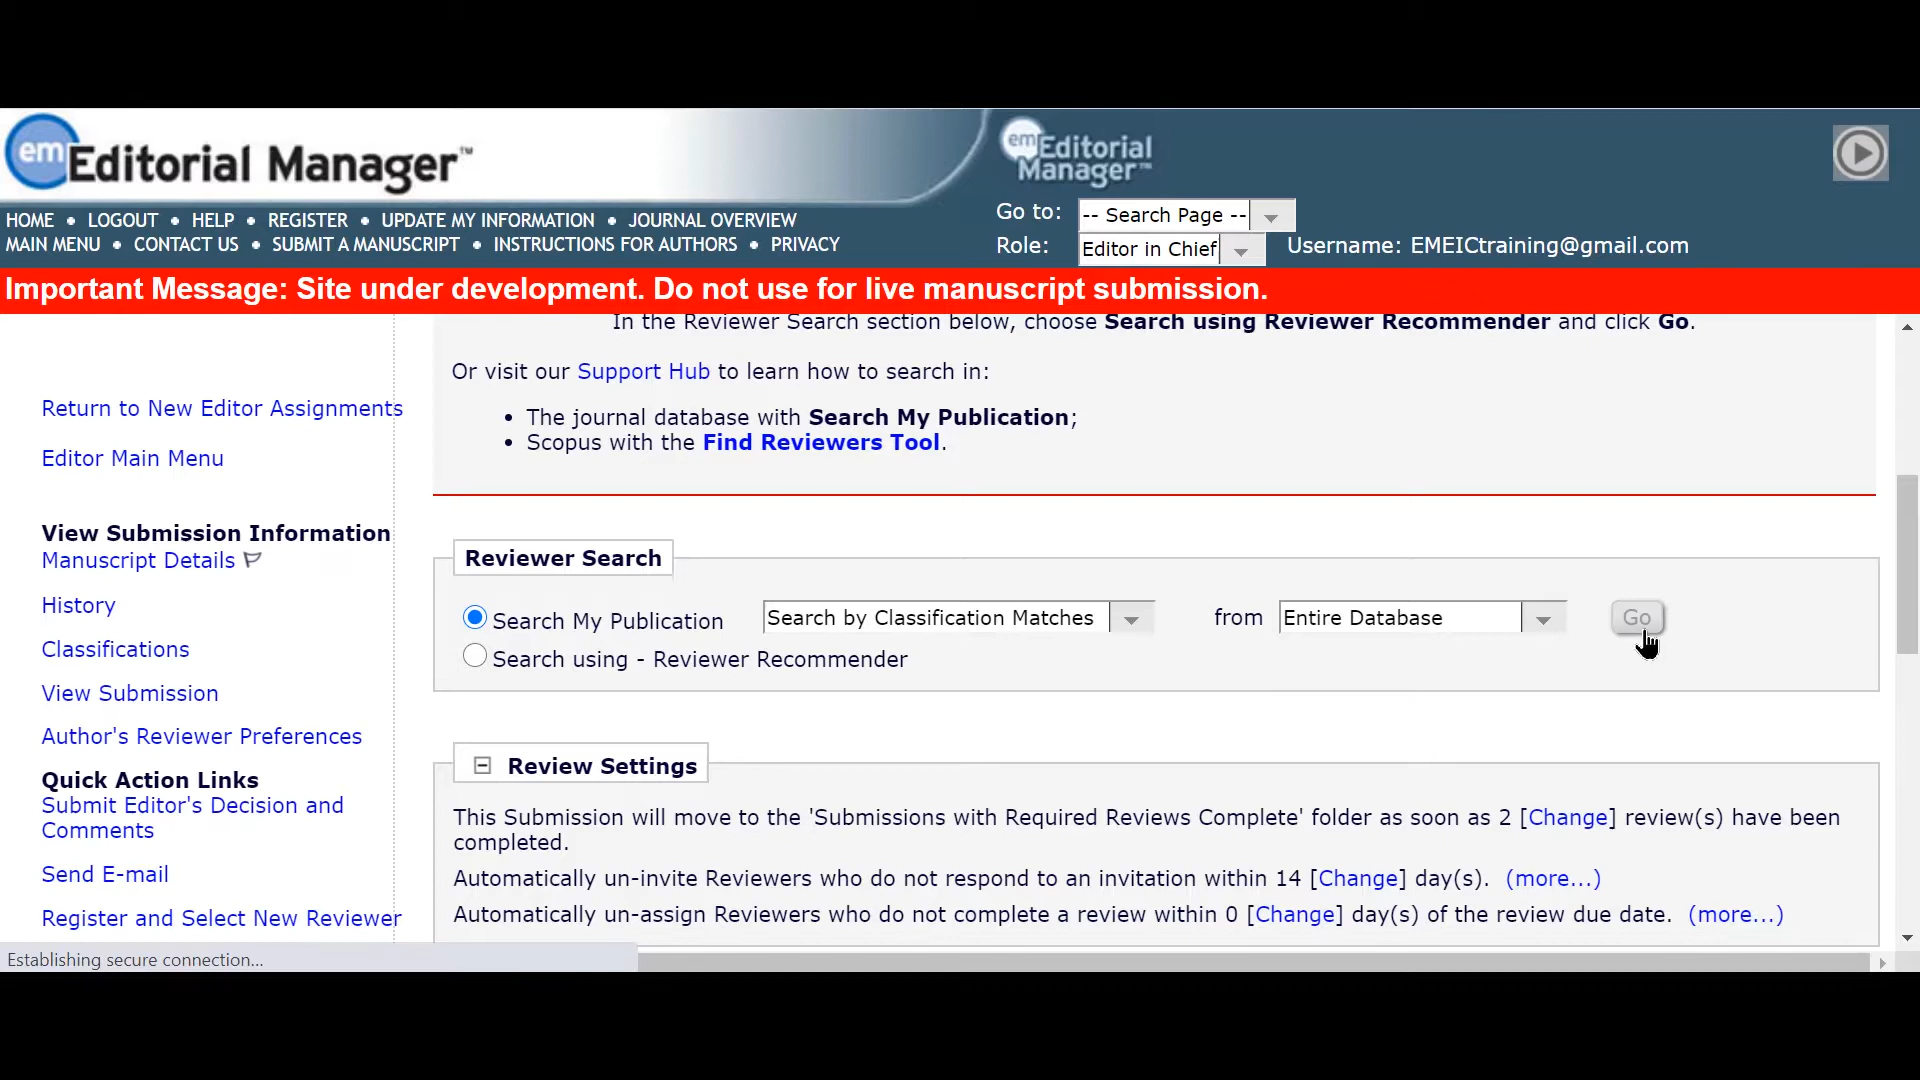 em Editorial Manager™
em Editorial Manager™
HOME • LOGOUT • HELP • REGISTER • UPDATE MY INFORMATION • JOURNAL OVERVIEW
MAIN MENU • CONTACT US • SUBMIT A MANUSCRIPT • INSTRUCTIONS FOR AUTHORS • PRIVACY
Go to: -- Search Page --
Role: Editor in Chief Username: EMEICtraining@gmail.com
Important Message: Site under development. Do not use for live manuscript submission.
In the Reviewer Search section below, choose Search using Reviewer Recommender and click Go.
Or visit our Support Hub to learn how to search in:
• The journal database with Search My Publication;
• Scopus with the Find Reviewers Tool.
Return to New Editor Assignments
Editor Main Menu
View Submission Information
Manuscript Details
History
Classifications
View Submission
Author's Reviewer Preferences
Quick Action Links
Submit Editor's Decision and
Comments
Send E-mail
Register and Select New Reviewer
Reviewer Search
Search My Publication Search by Classification Matches from Entire Database Go
Search using - Reviewer Recommender
Review Settings
This Submission will move to the 'Submissions with Required Reviews Complete' folder as soon as 2 [Change] review(s) have been
completed.
Automatically un-invite Reviewers who do not respond to an invitation within 14 [Change] day(s). (more...)
Automatically un-assign Reviewers who do not complete a review within 0 [Change] day(s) of the review due date. (more...)
Establishing secure connection...